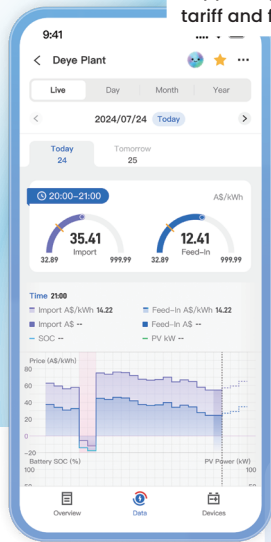 tariff and f
9:41
Deye Plant
Live Day Month Year
2024/07/24 Today
Today Tomorrow
24 25
20:00–21:00 A$/kWh
35.41 12.41
Import Feed-In
32.89 999.99 32.89 999.99
Time 21:00
Import A$/kWh 14.22 Feed-In A$/kWh 14.22
Import A$ -- Feed-In A$ --
SOC -- PV kW --
Price (A$/kWh)
80
60
40
20
0
-20
Battery SOC (%) PV Power (kW)
100 100
Overview Data Devices